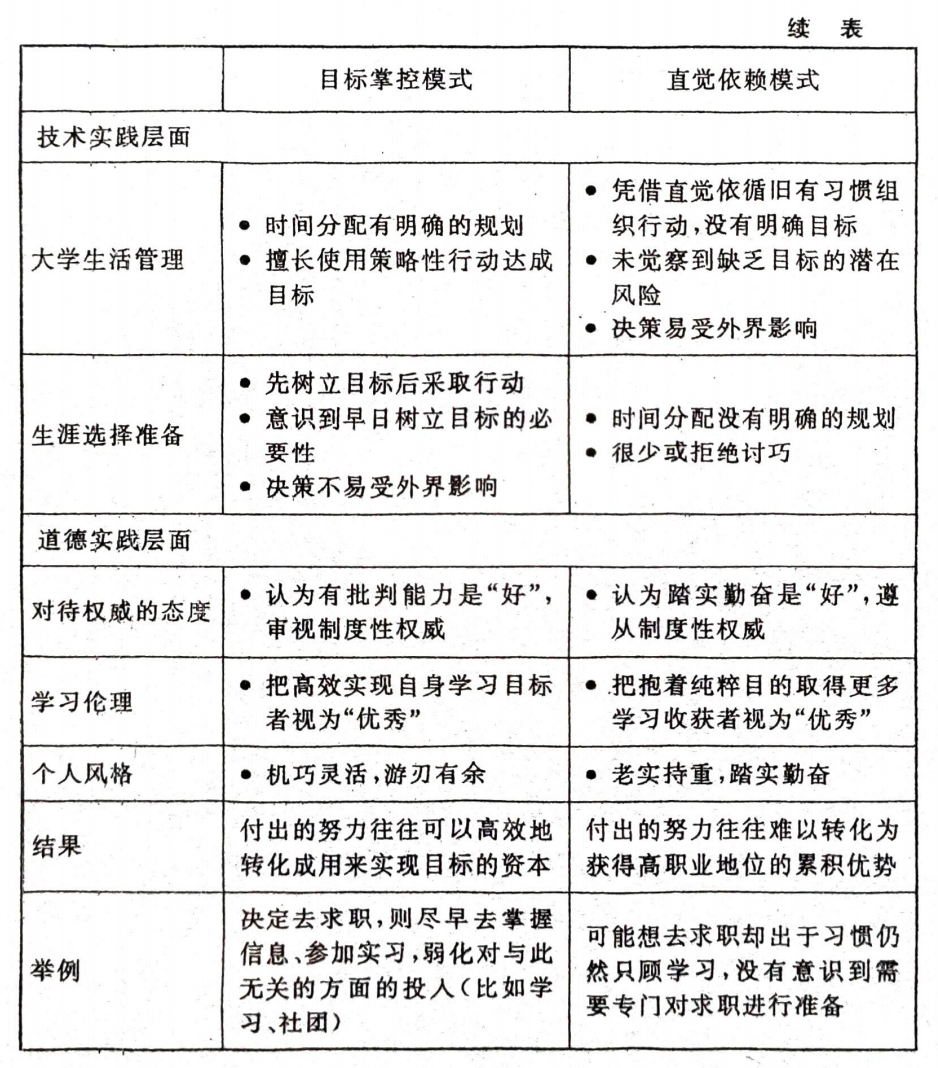 续 表
目标掌控模式
直觉依赖模式
技术实践层面
大学生活管理
• 时间分配有明确的规划
• 擅长使用策略性行动达成
目标
• 凭借直觉依循旧有习惯组
织行动,没有明确目标
• 未觉察到缺乏目标的潜在
风险
• 决策易受外界影响
生涯选择准备
• 先树立目标后采取行动
• 意识到早日树立目标的必
要性
• 决策不易受外界影响
• 时间分配没有明确的规划
• 很少或拒绝讨巧
道德实践层面
对待权威的态度
• 认为有批判能力是“好”,
审视制度性权威
• 认为踏实勤奋是“好”,遵
从制度性权威
学习伦理
• 把高效实现自身学习目标
者视为“优秀”
• 把抱着纯粹目的取得更多
学习收获者视为“优秀”
个人风格
• 机巧灵活,游刃有余
• 老实持重,踏实勤奋
结果
付出的努力往往可以高效地
转化成用来实现目标的资本
付出的努力往往难以转化为
获得高职业地位的累积优势
举例
决定去求职,则尽早去掌握
信息、参加实习,弱化对与此
无关的方面的投入(比如学
习、社团)
可能想去求职却出于习惯仍
然只顾学习,没有意识到需
要专门对求职进行准备